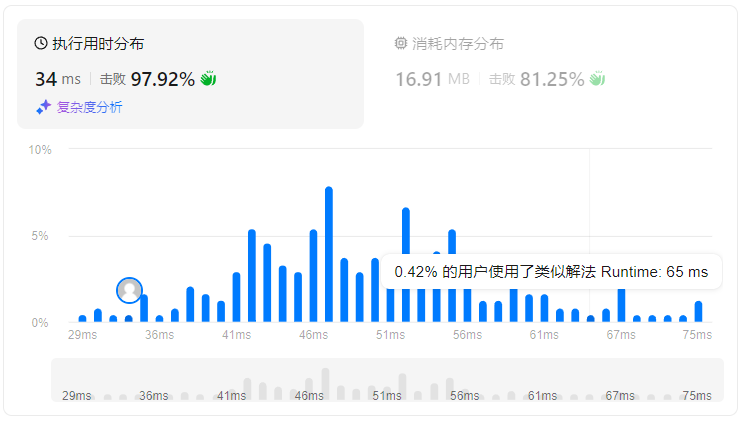 执行用时分布
34 ms 击败 97.92%
复杂度分析
消耗内存分布
16.91 MB 击败 81.25%
10%
5%
0%
0.42% 的用户使用了类似解法 Runtime: 65 ms
29ms 36ms 41ms 46ms 51ms 56ms 61ms 67ms 75ms
29ms 36ms 41ms 46ms 51ms 56ms 61ms 67ms 75ms